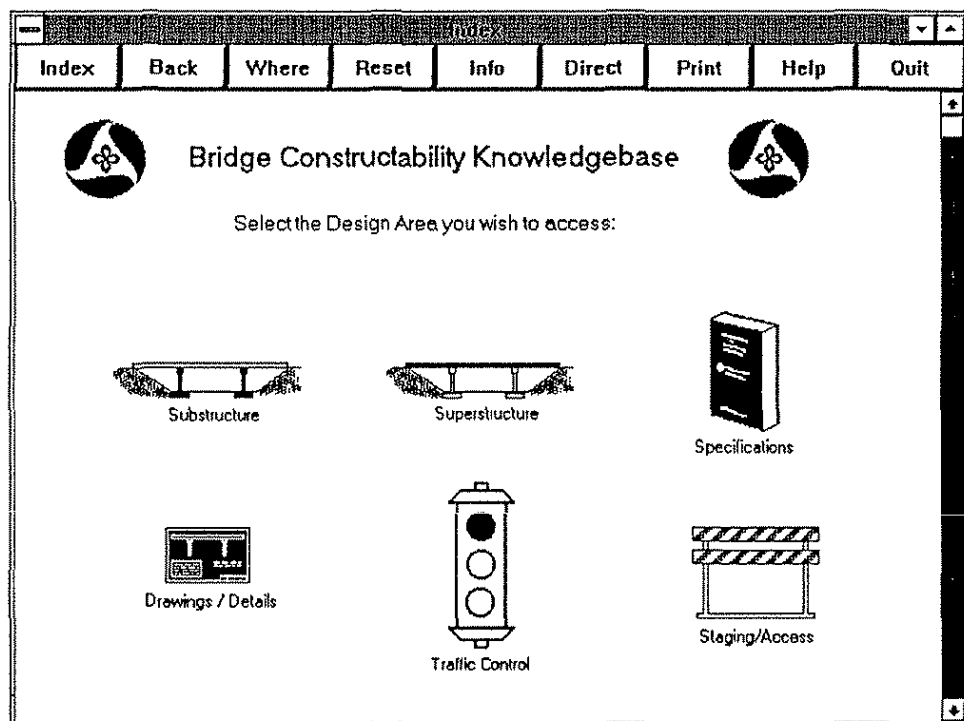 Index
Index Back Where Reset Info Direct Print Help Quit
Bridge Constructability Knowledgebase
Select the Design Area you wish to access:
Substructure
Superstructure
Specifications
Drawings / Details
Traffic Control
Staging/Access